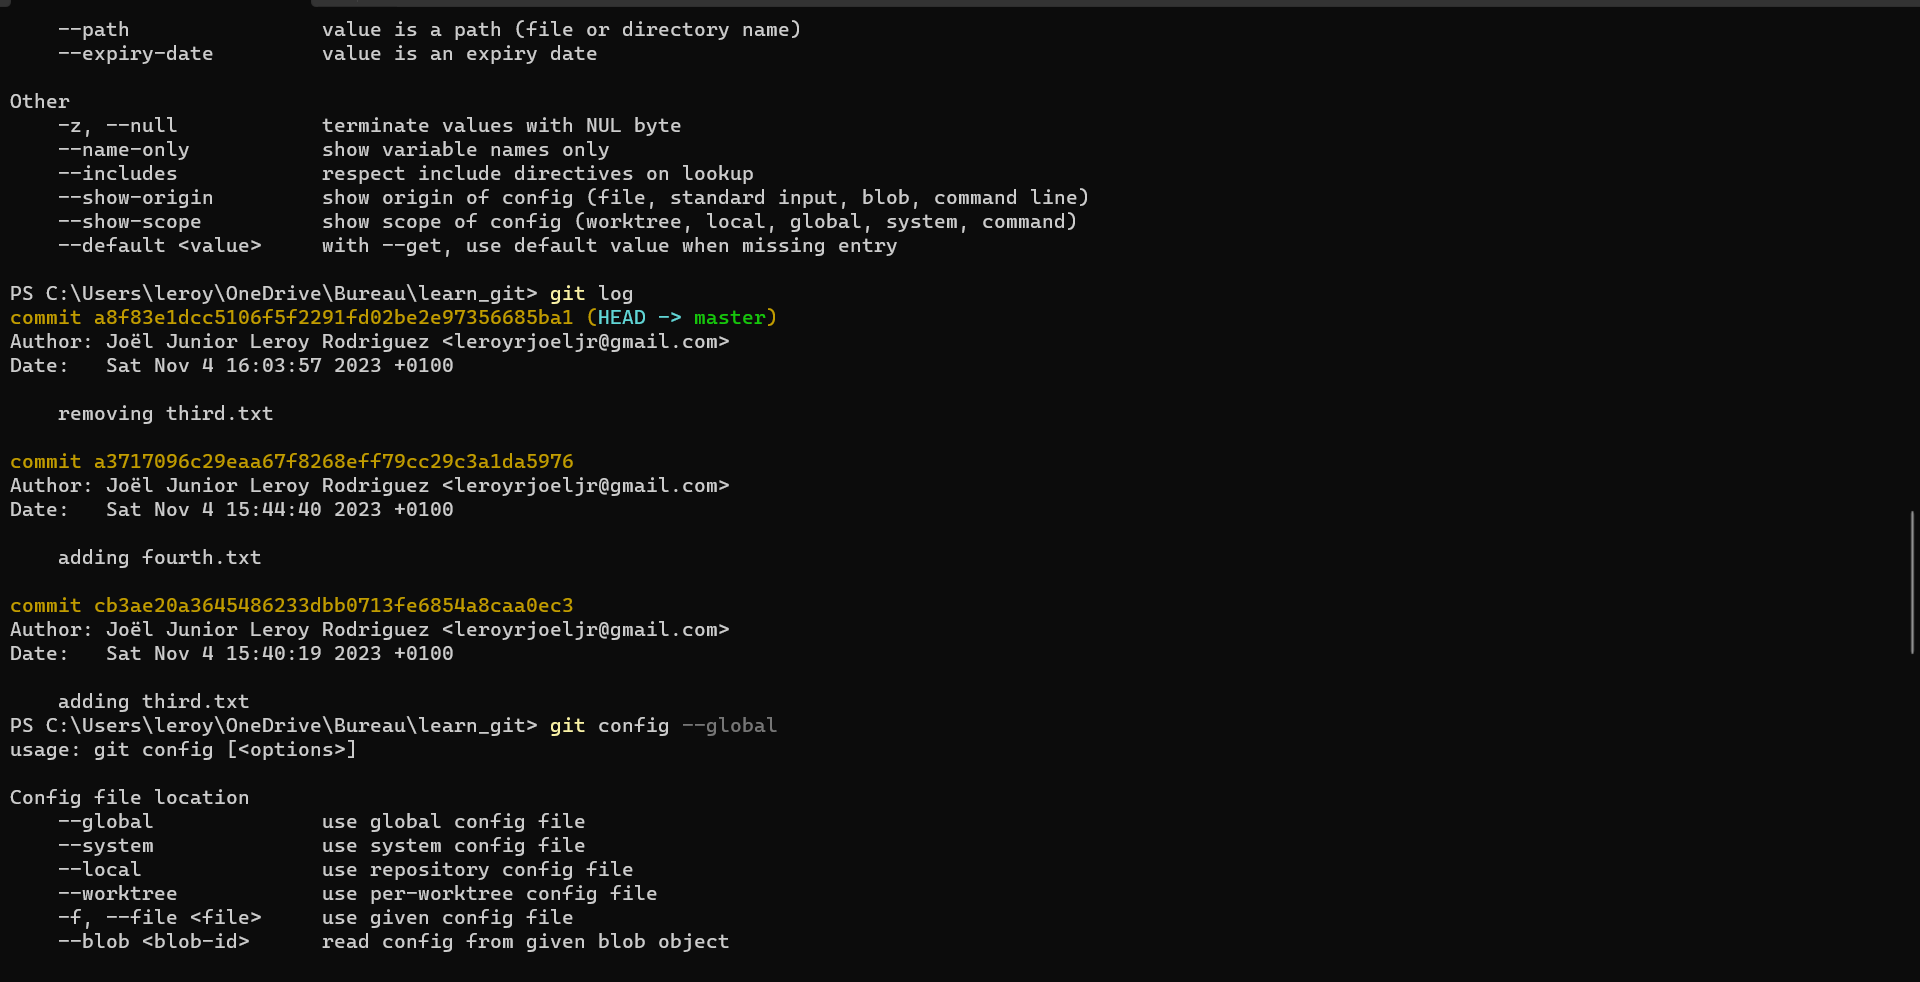 --path                value is a path (file or directory name)
--expiry-date         value is an expiry date
Other
-z, --null            terminate values with NUL byte
--name-only           show variable names only
--includes            respect include directives on lookup
--show-origin         show origin of config (file, standard input, blob, command line)
--show-scope          show scope of config (worktree, local, global, system, command)
--default <value>     with --get, use default value when missing entry
PS C:\Users\leroy\OneDrive\Bureau\learn_git> git log
commit a8f83e1dcc5106f5f2291fd02be2e97356685ba1 (HEAD -> master)
Author: Joël Junior Leroy Rodriguez <leroyrjoeljr@gmail.com>
Date:   Sat Nov 4 16:03:57 2023 +0100
removing third.txt
commit a3717096c29eaa67f8268eff79cc29c3a1da5976
Author: Joël Junior Leroy Rodriguez <leroyrjoeljr@gmail.com>
Date:   Sat Nov 4 15:44:40 2023 +0100
adding fourth.txt
commit cb3ae20a3645486233dbb0713fe6854a8caa0ec3
Author: Joël Junior Leroy Rodriguez <leroyrjoeljr@gmail.com>
Date:   Sat Nov 4 15:40:19 2023 +0100
adding third.txt
PS C:\Users\leroy\OneDrive\Bureau\learn_git> git config --global
usage: git config [<options>]
Config file location
--global              use global config file
--system              use system config file
--local               use repository config file
--worktree            use per-worktree config file
-f, --file <file>     use given config file
--blob <blob-id>      read config from given blob object